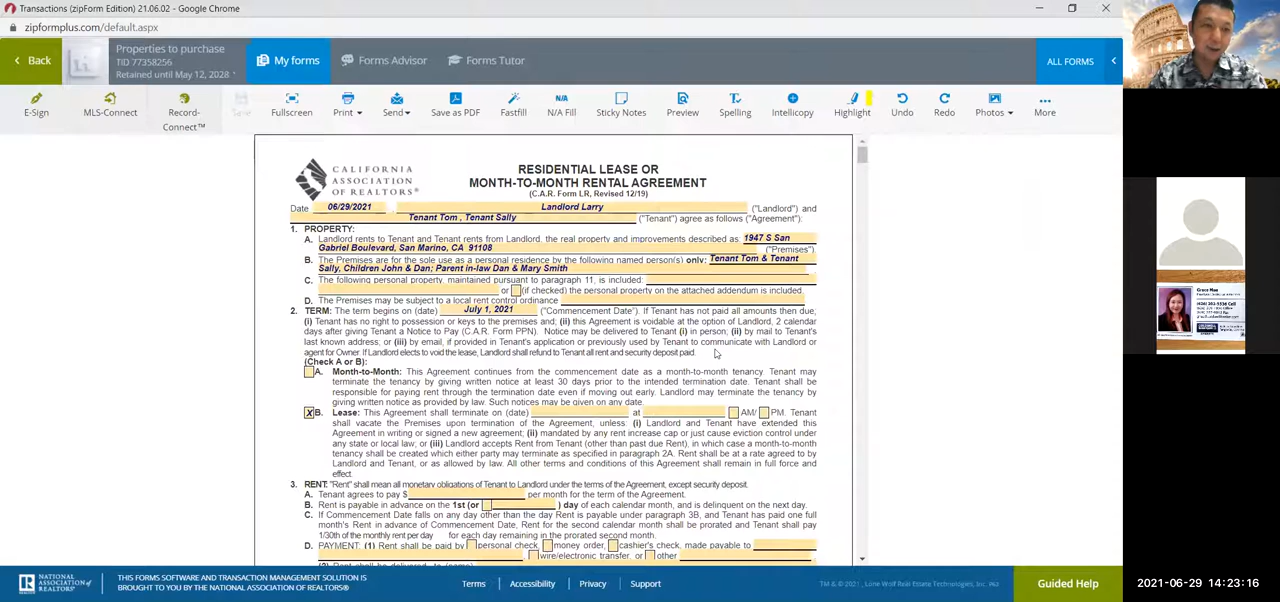 Transactions (zipForm Edition) 21.06.02 - Google Chrome
zipformplus.com/default.aspx
Back
Properties to purchase
TID 77358256
Retained until May 12, 2028
My forms
Forms Advisor
Forms Tutor
ALL FORMS
E-Sign
MLS-Connect
Record-
Connect™
Save
Fullscreen
Print
Send
Save as PDF
Fastfill
N/A
N/A Fill
Sticky Notes
Preview
Spelling
Intellicopy
Highlight
Undo
Redo
Photos
More
CALIFORNIA
ASSOCIATION
OF REALTORS®
RESIDENTIAL LEASE OR
MONTH-TO-MONTH RENTAL AGREEMENT
(C.A.R. Form LR, Revised 12/19)
Date 06/29/2021 , Landlord Larry ("Landlord") and
Tenant Tom , Tenant Sally ("Tenant") agree as follows ("Agreement"):
1. PROPERTY:
A. Landlord rents to Tenant and Tenant rents from Landlord, the real property and improvements described as: 1947 S San
Gabriel Boulevard, San Marino, CA 91108 ("Premises").
B. The Premises are for the sole use as a personal residence by the following named person(s) only: Tenant Tom & Tenant
Sally, Children John & Dan; Parent in-law Dan & Mary Smith
C. The following personal property, maintained pursuant to paragraph 11, is included:
or (if checked) the personal property on the attached addendum is included.
D. The Premises may be subject to a local rent control ordinance
2. TERM: The term begins on (date) July 1, 2021 ("Commencement Date"). If Tenant has not paid all amounts then due;
(i) Tenant has no right to possession or keys to the premises and; (ii) this Agreement is voidable at the option of Landlord, 2 calendar
days after giving Tenant a Notice to Pay (C.A.R. Form PPN). Notice may be delivered to Tenant (i) in person; (ii) by mail to Tenant's
last known address; or (iii) by email, if provided in Tenant's application or previously used by Tenant to communicate with Landlord or
agent for Owner. If Landlord elects to void the lease, Landlord shall refund to Tenant all rent and security deposit paid.
(Check A or B):
A. Month-to-Month: This Agreement continues from the commencement date as a month-to-month tenancy. Tenant may
terminate the tenancy by giving written notice at least 30 days prior to the intended termination date. Tenant shall be
responsible for paying rent through the termination date even if moving out early. Landlord may terminate the tenancy by
giving written notice as provided by law. Such notices may be given on any date.
X B. Lease: This Agreement shall terminate on (date) at AM/ PM. Tenant
shall vacate the Premises upon termination of the Agreement, unless: (i) Landlord and Tenant have extended this
Agreement in writing or signed a new agreement; (ii) mandated by any rent increase cap or just cause eviction control under
any state or local law; or (iii) Landlord accepts Rent from Tenant (other than past due Rent), in which case a month-to-month
tenancy shall be created which either party may terminate as specified in paragraph 2A. Rent shall be at a rate agreed to by
Landlord and Tenant, or as allowed by law. All other terms and conditions of this Agreement shall remain in full force and
effect.
3. RENT: "Rent" shall mean all monetary obligations of Tenant to Landlord under the terms of the Agreement, except security deposit.
A. Tenant agrees to pay $ per month for the term of the Agreement.
B. Rent is payable in advance on the 1st (or ) day of each calendar month, and is delinquent on the next day.
C. If Commencement Date falls on any day other than the day Rent is payable under paragraph 3B, and Tenant has paid one full
month's Rent in advance of Commencement Date, Rent for the second calendar month shall be prorated and Tenant shall pay
1/30th of the monthly rent per day for each day remaining in the prorated second month.
D. PAYMENT: (1) Rent shall be paid by personal check, money order, cashier's check, made payable to
wire/electronic transfer, or other
NATIONAL
ASSOCIATION of
REALTORS®
THIS FORMS SOFTWARE AND TRANSACTION MANAGEMENT SOLUTION IS
BROUGHT TO YOU BY THE NATIONAL ASSOCIATION OF REALTORS®
Terms
Accessibility
Privacy
Support
Guided Help
2021-06-29 14:23:16